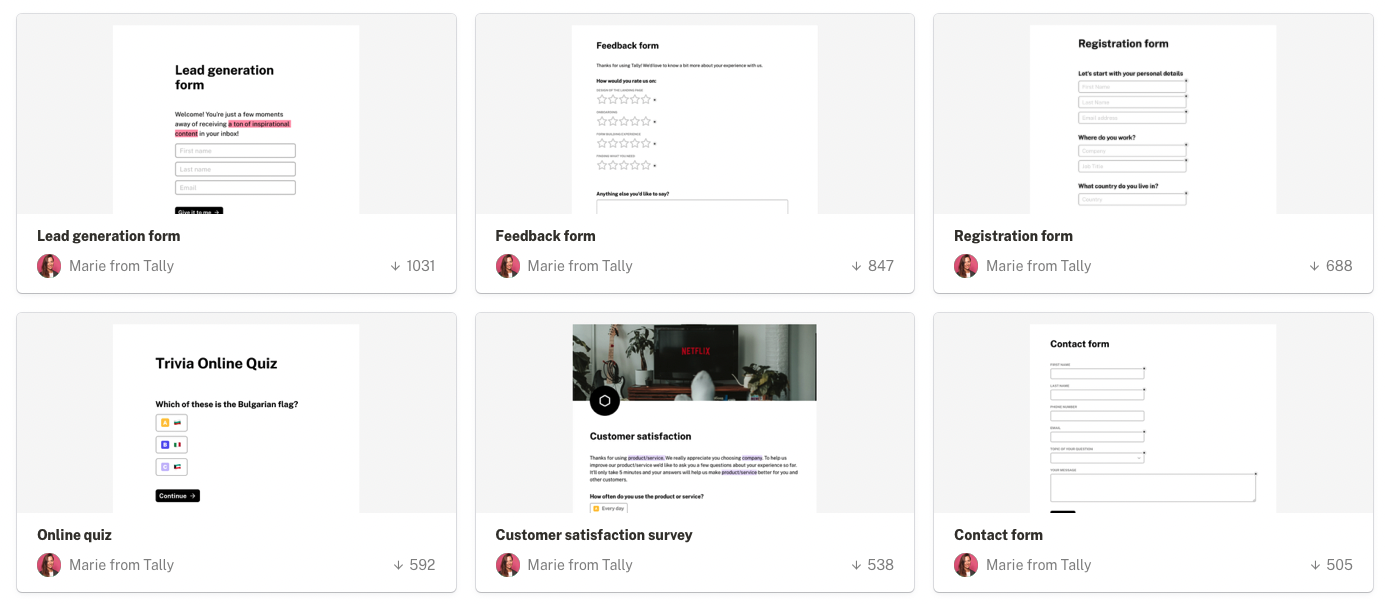 Lead generation
form
Welcome! You're just a few moments
away of receiving a ton of inspirational
content in your inbox!
First name
Last name
Email
Give it to me →
Lead generation form
Marie from Tally
↓ 1031
Feedback form
Thanks for using Tally! We'd love to know a bit more about your experience with us.
How would you rate us on:
DESIGN OF THE LANDING PAGE
ONBOARDING
FORM BUILDING EXPERIENCE
FINDING WHAT YOU NEED
Anything else you'd like to say?
Feedback form
Marie from Tally
↓ 847
Registration form
Let's start with your personal details
First Name
Last Name
Email address
Where do you work?
Company
Job Title
What country do you live in?
Country
Registration form
Marie from Tally
↓ 688
Trivia Online Quiz
Which of these is the Bulgarian flag?
A
B
C
Continue →
Online quiz
Marie from Tally
↓ 592
NETFLIX
Customer satisfaction
Thanks for using product/service. We really appreciate you choosing company. To help us
improve our product/service we'd like to ask you a few questions about your experience so far.
It'll only take 5 minutes and your answers will help us make product/service better for you and
other customers.
How often do you use the product or service?
A Every day
Customer satisfaction survey
Marie from Tally
↓ 538
Contact form
FIRST NAME
LAST NAME
PHONE NUMBER
EMAIL
TOPIC OF YOUR QUESTION
YOUR MESSAGE
Contact form
Marie from Tally
↓ 505